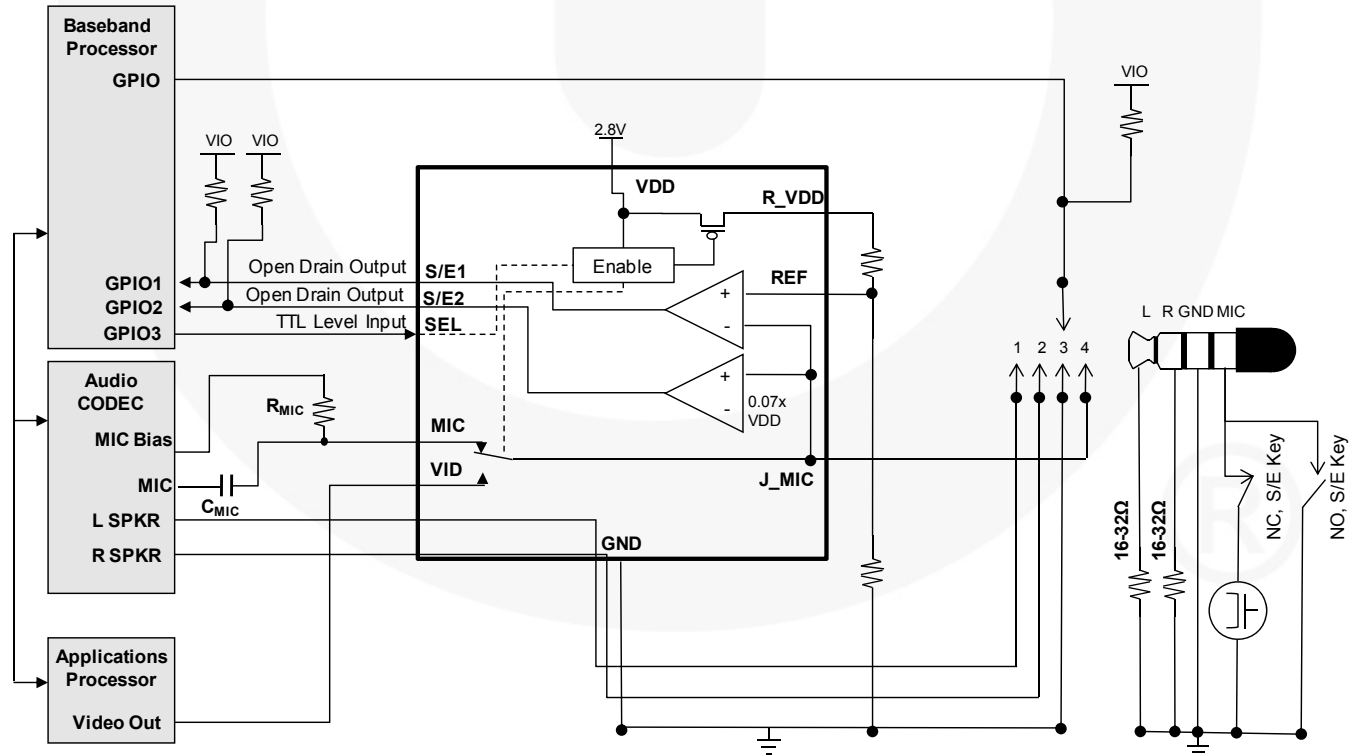 Baseband
Processor
GPIO
VIO
VIO
VIO
2.8V
VDD
R_VDD
Enable
REF
GPIO1
Open Drain Output
S/E1
GPIO2
Open Drain Output
S/E2
GPIO3
TTL Level Input
SEL
+
-
+
-
0.07x
VDD
L R GND MIC
1 2 3 4
Audio
CODEC
RMIC
MIC Bias
MIC
MIC
CMIC
VID
J_MIC
L SPKR
R SPKR
GND
16-32Ω
16-32Ω
NC, S/E Key
NO, S/E Key
Applications
Processor
Video Out
®